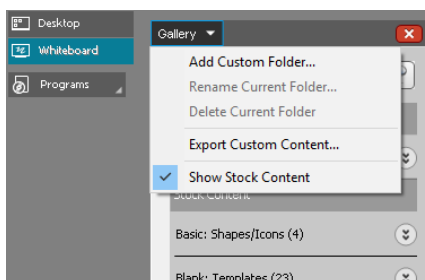 Desktop
Whiteboard
Programs
Gallery
Add Custom Folder...
Rename Current Folder...
Delete Current Folder
Export Custom Content...
Show Stock Content
Stock Content
Basic: Shapes/Icons (4)
Blank: Templates (23)